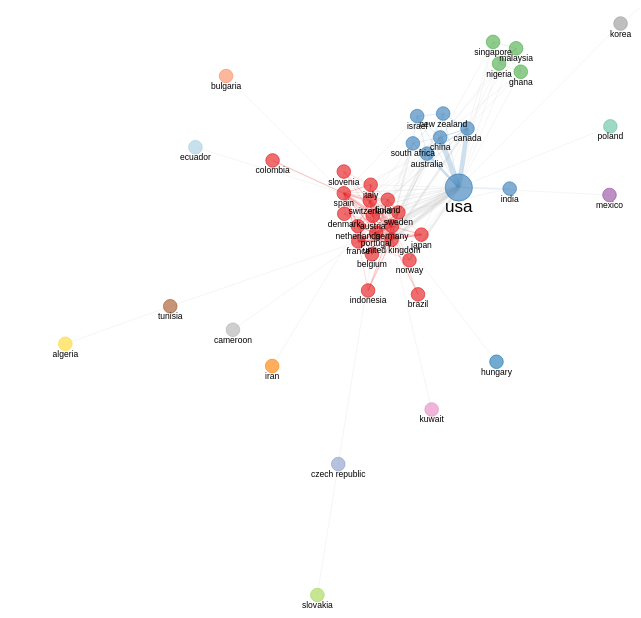 korea
singapore
malaysia
nigeria
ghana
bulgaria
israel
new zealand
canada
poland
china
south africa
ecuador
australia
colombia
slovenia
usa
india
mexico
italy
spain
switzerland
finland
denmark
austria
sweden
netherlands
germany
portugal
japan
france
united kingdom
belgium
norway
indonesia
brazil
tunisia
cameroon
algeria
iran
hungary
kuwait
czech republic
slovakia